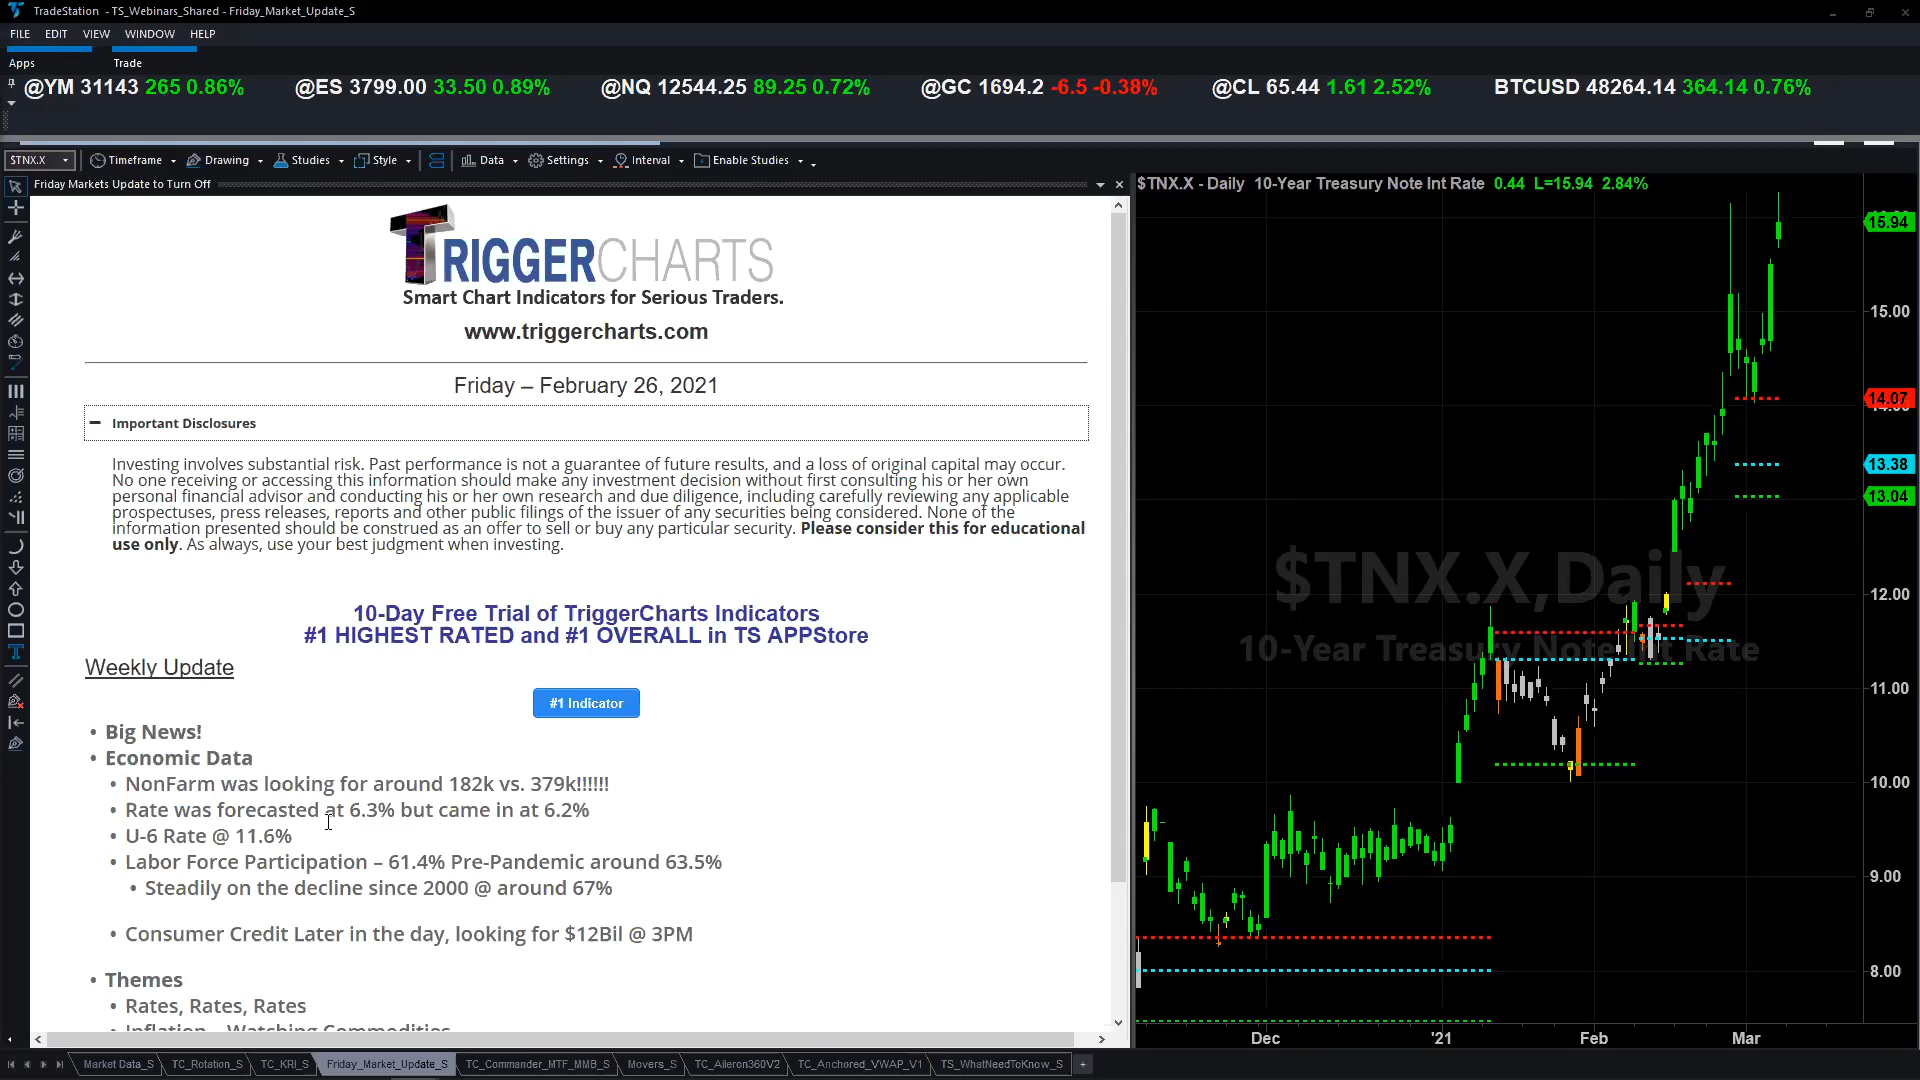 TradeStation - TS_Webinars_Shared - Friday_Market_Update_S
FILE EDIT VIEW WINDOW HELP
Apps Trade
@YM 31143 265 0.86% @ES 3799.00 33.50 0.89% @NQ 12544.25 89.25 0.72% @GC 1694.2 -6.5 -0.38% @CL 65.44 1.61 2.52% BTCUSD 48264.14 364.14 0.76%
$TNX.X Timeframe Drawing Studies Style Data Settings Interval Enable Studies
Friday Markets Update to Turn Off
TRIGGERCHARTS
Smart Chart Indicators for Serious Traders.
www.triggercharts.com
Friday – February 26, 2021
Important Disclosures
Investing involves substantial risk. Past performance is not a guarantee of future results, and a loss of original capital may occur.
No one receiving or accessing this information should make any investment decision without first consulting his or her own
personal financial advisor and conducting his or her own research and due diligence, including carefully reviewing any applicable
prospectuses, press releases, reports and other public filings of the issuer of any securities being considered. None of the
information presented should be construed as an offer to sell or buy any particular security. Please consider this for educational
use only. As always, use your best judgment when investing.
10-Day Free Trial of TriggerCharts Indicators
#1 HIGHEST RATED and #1 OVERALL in TS APPStore
Weekly Update
#1 Indicator
• Big News!
• Economic Data
• NonFarm was looking for around 182k vs. 379k!!!!!!
• Rate was forecasted at 6.3% but came in at 6.2%
• U-6 Rate @ 11.6%
• Labor Force Participation – 61.4% Pre-Pandemic around 63.5%
• Steadily on the decline since 2000 @ around 67%
• Consumer Credit Later in the day, looking for $12Bil @ 3PM
• Themes
• Rates, Rates, Rates
• Inflation – Watching Commodities
$TNX.X - Daily 10-Year Treasury Note Int Rate 0.44 L=15.94 2.84%
$TNX.X,Daily
10-Year Treasury Note Int Rate
15.94
15.00
14.07
13.38
13.04
12.00
11.00
10.00
9.00
8.00
Dec '21 Feb Mar
Market Data_S TC_Rotation_S TC_KRI_S Friday_Market_Update_S TC_Commander_MTF_MMB_S Movers_S TC_Aileron360V2 TC_Anchored_VWAP_V1 TS_WhatNeedToKnow_S +